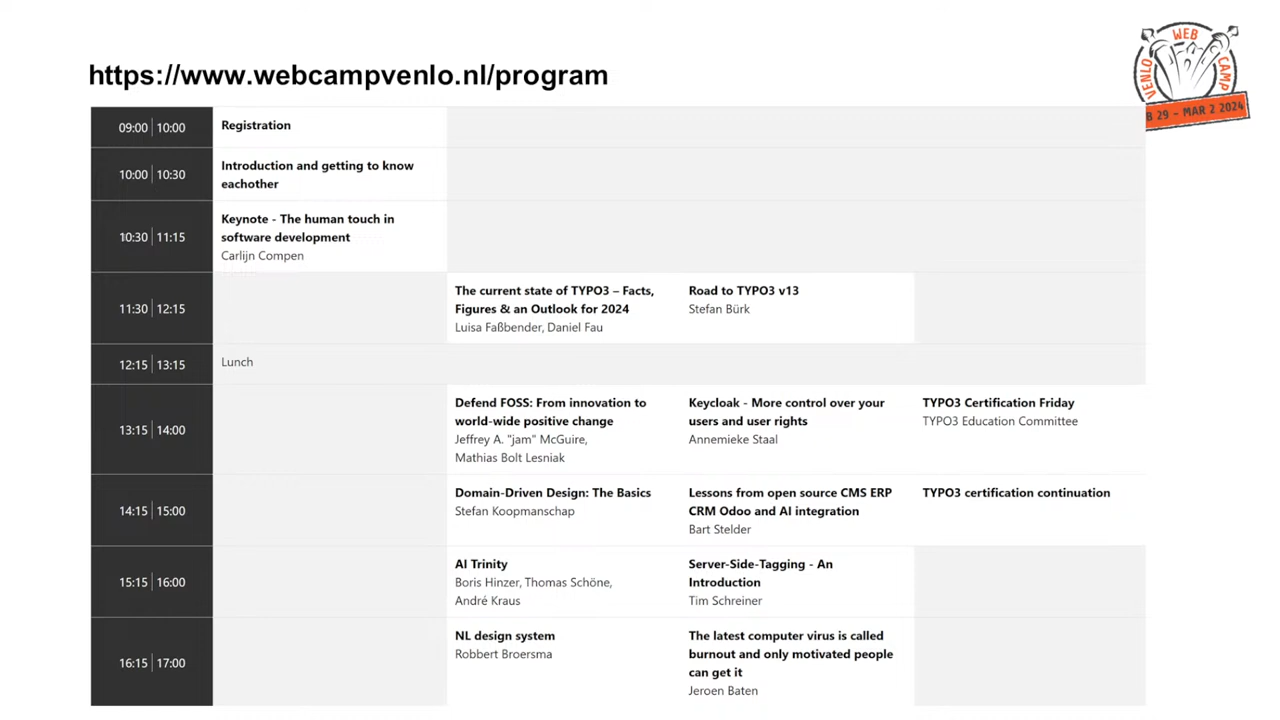 https://www.webcampvenlo.nl/program
VENLO WEB CAMP
B 29 – MAR 2 2024
09:00 | 10:00
Registration
10:00 | 10:30
Introduction and getting to know
eachother
10:30 | 11:15
Keynote - The human touch in
software development
Carlijn Compen
11:30 | 12:15
The current state of TYPO3 – Facts,
Figures & an Outlook for 2024
Luisa Faßbender, Daniel Fau
Road to TYPO3 v13
Stefan Bürk
12:15 | 13:15
Lunch
13:15 | 14:00
Defend FOSS: From innovation to
world-wide positive change
Jeffrey A. "jam" McGuire,
Mathias Bolt Lesniak
Keycloak - More control over your
users and user rights
Annemieke Staal
TYPO3 Certification Friday
TYPO3 Education Committee
14:15 | 15:00
Domain-Driven Design: The Basics
Stefan Koopmanschap
Lessons from open source CMS ERP
CRM Odoo and AI integration
Bart Stelder
TYPO3 certification continuation
15:15 | 16:00
AI Trinity
Boris Hinzer, Thomas Schöne,
André Kraus
Server-Side-Tagging - An
Introduction
Tim Schreiner
16:15 | 17:00
NL design system
Robbert Broersma
The latest computer virus is called
burnout and only motivated people
can get it
Jeroen Baten